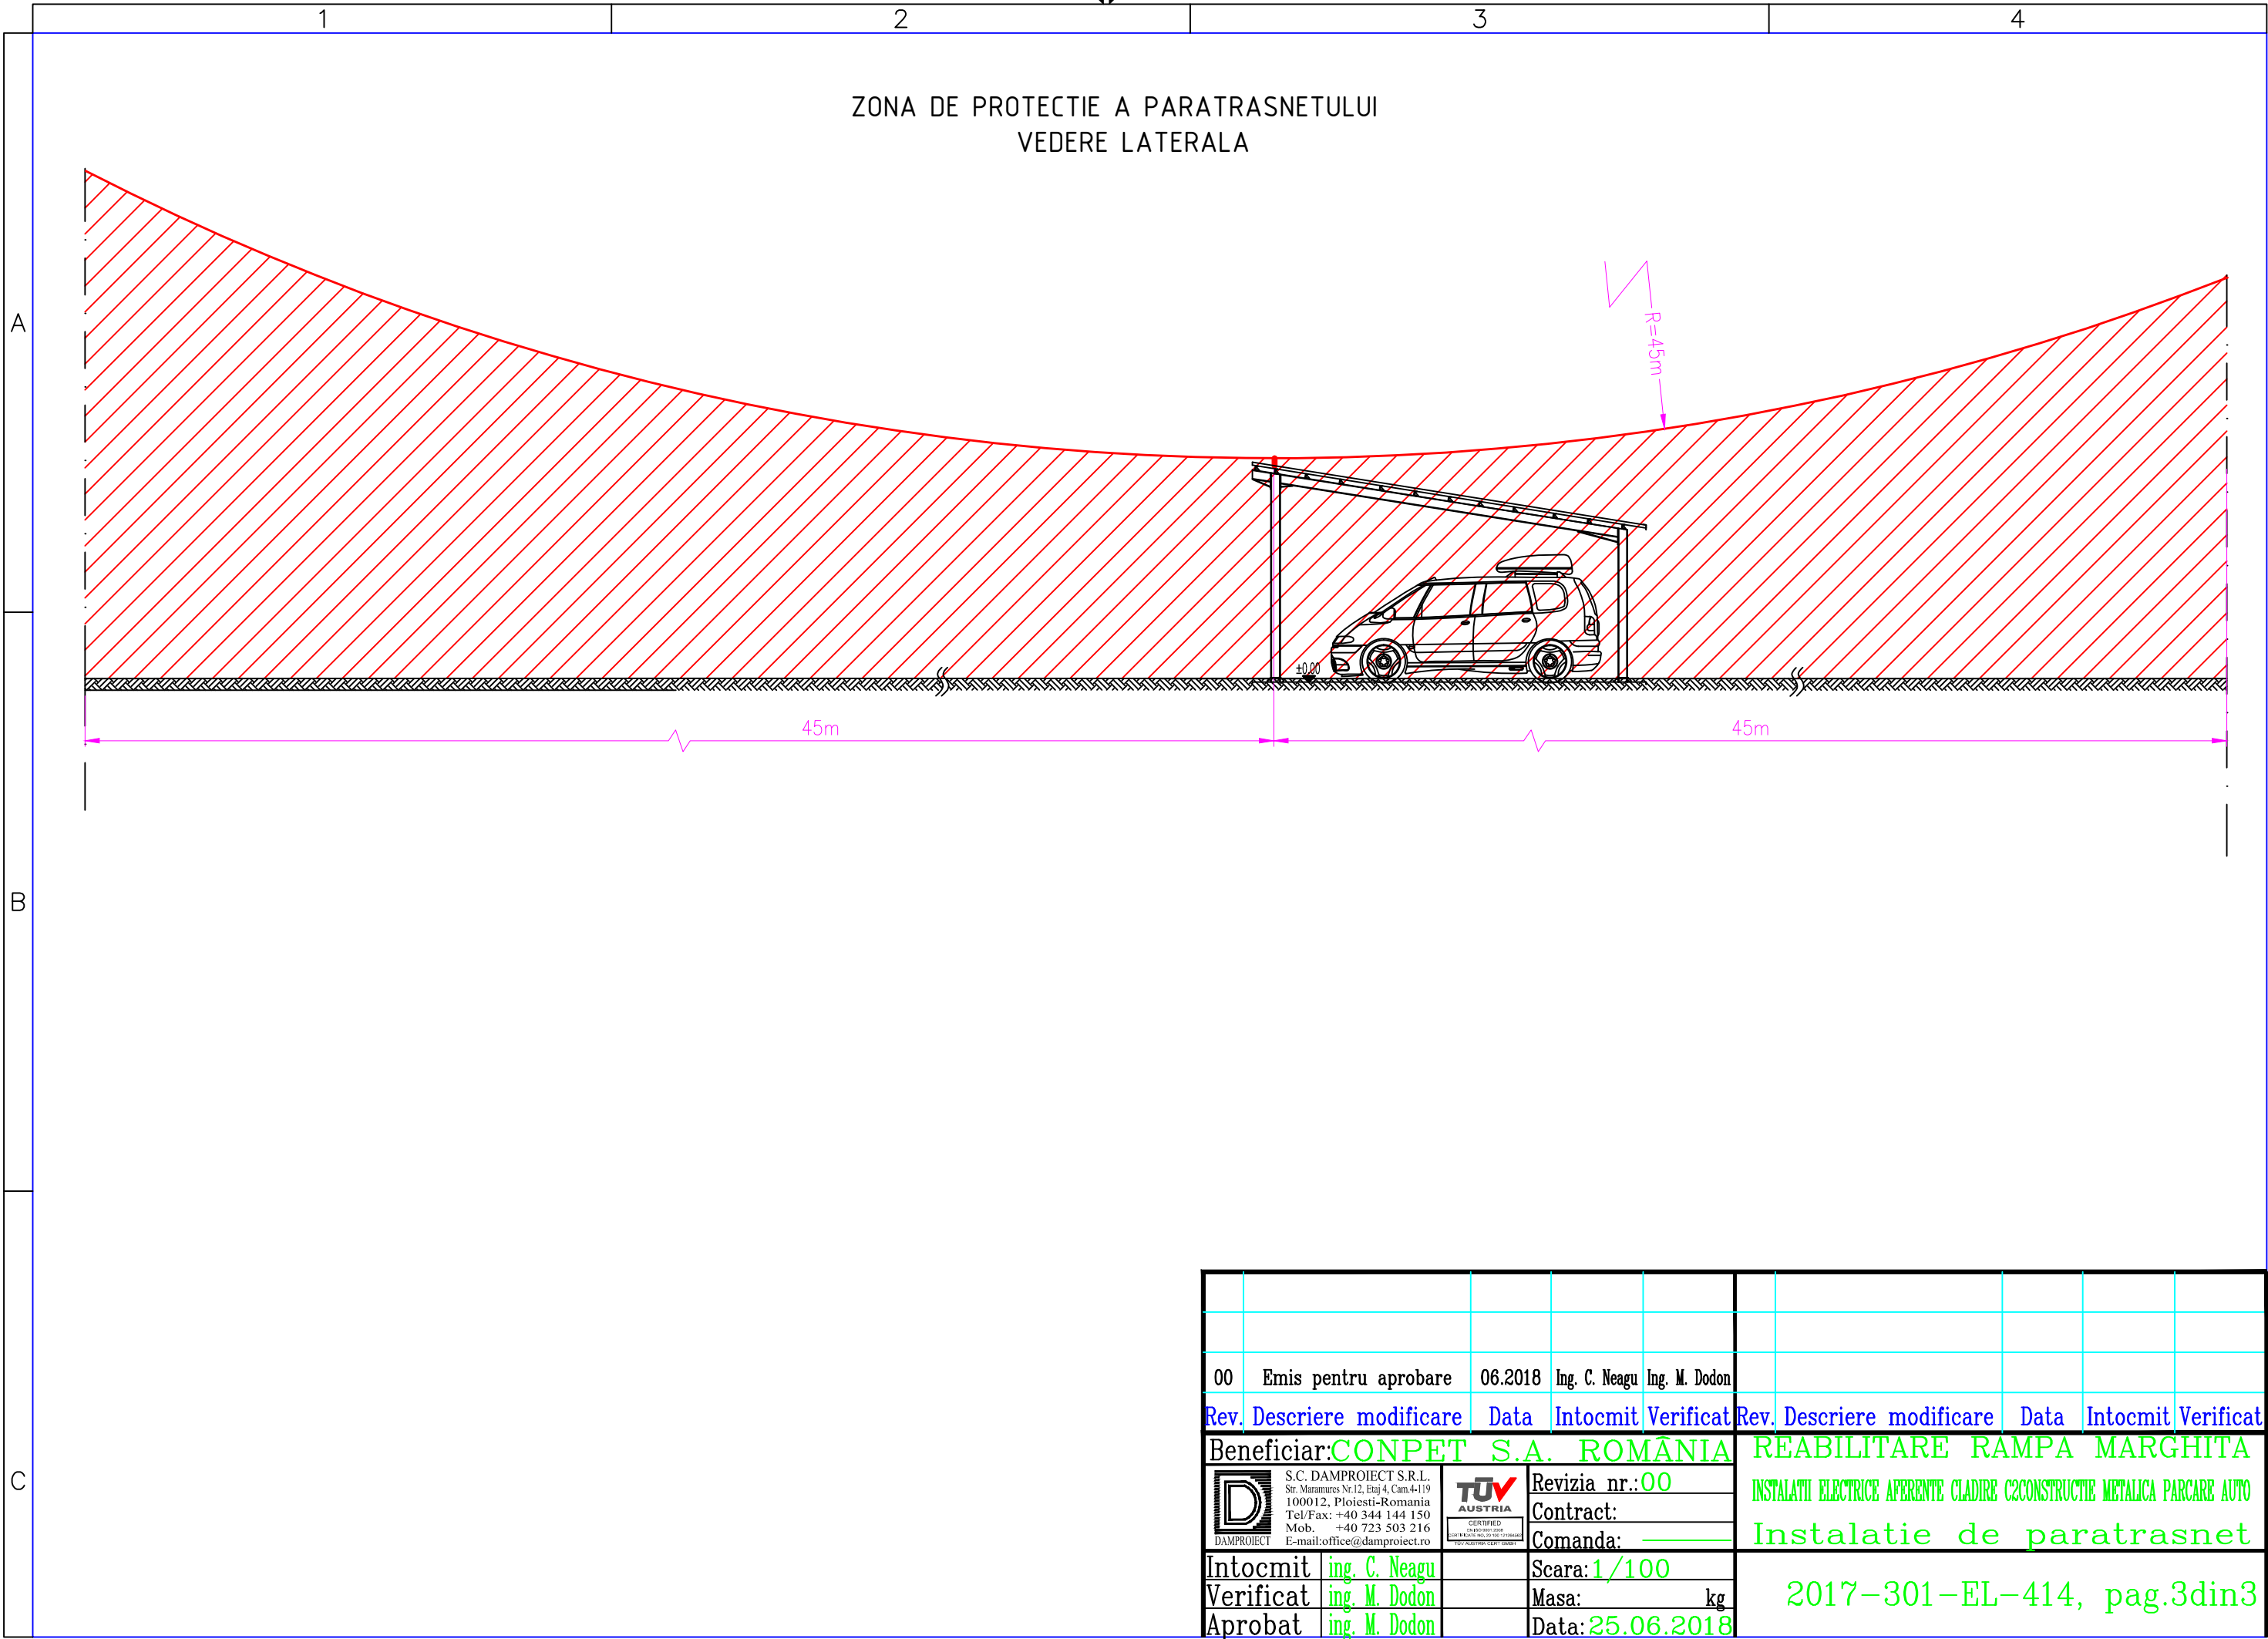 1 2 3 4
A
B
C
ZONA DE PROTECTIE A PARATRASNETULUI
VEDERE LATERALA
R=45m
±0.00
45m 45m
00 Emis pentru aprobare 06.2018 Ing. C. Neagu Ing. M. Dodon
Rev. Descriere modificare Data Intocmit Verificat Rev. Descriere modificare Data Intocmit Verificat
Beneficiar: CONPET S.A. ROMÂNIA
DAMPROIECT
S.C. DAMPROIECT S.R.L.
Str. Maramures Nr.12, Etaj 4, Cam.4-119
100012, Ploiesti-Romania
Tel/Fax: +40 344 144 150
Mob. +40 723 503 216
E-mail:office@damproiect.ro
TÜV
AUSTRIA
CERTIFIED
TÜV AUSTRIA CERT GMBH
Revizia nr.: 00
Contract:
Comanda:
Intocmit ing. C. Neagu
Verificat ing. M. Dodon
Aprobat ing. M. Dodon
Scara: 1/100
Masa: kg
Data: 25.06.2018
REABILITARE RAMPA MARGHITA
INSTALATII ELECTRICE AFERENTE CLADIRE C2CONSTRUCTIE METALICA PARCARE AUTO
Instalatie de paratrasnet
2017-301-EL-414, pag.3din3